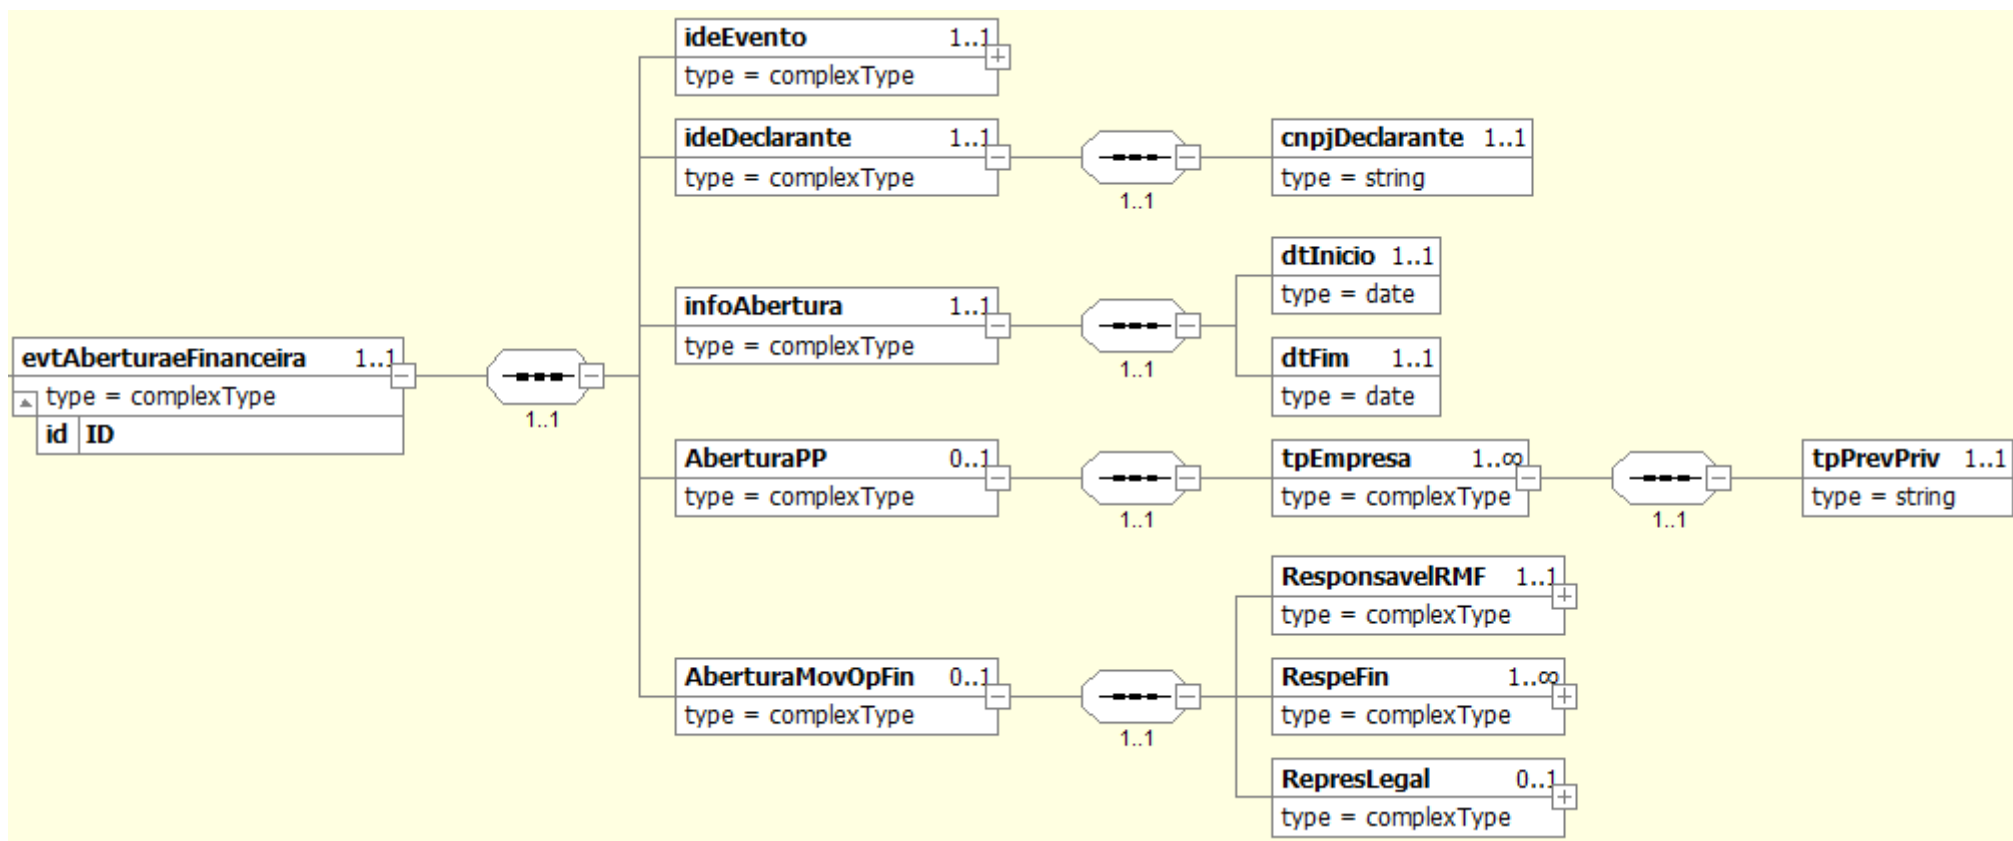 ideEvento 1..1
type = complexType
ideDeclarante 1..1
type = complexType
1..1
cnpjDeclarante 1..1
type = string
infoAbertura 1..1
type = complexType
1..1
dtInicio 1..1
type = date
dtFim 1..1
type = date
evtAberturaeFinanceira 1..1
type = complexType
id ID
1..1
AberturaPP 0..1
type = complexType
1..1
tpEmpresa 1..∞
type = complexType
1..1
tpPrevPriv 1..1
type = string
AberturaMovOpFin 0..1
type = complexType
1..1
ResponsavelRMF 1..1
type = complexType
RespeFin 1..∞
type = complexType
RepresLegal 0..1
type = complexType